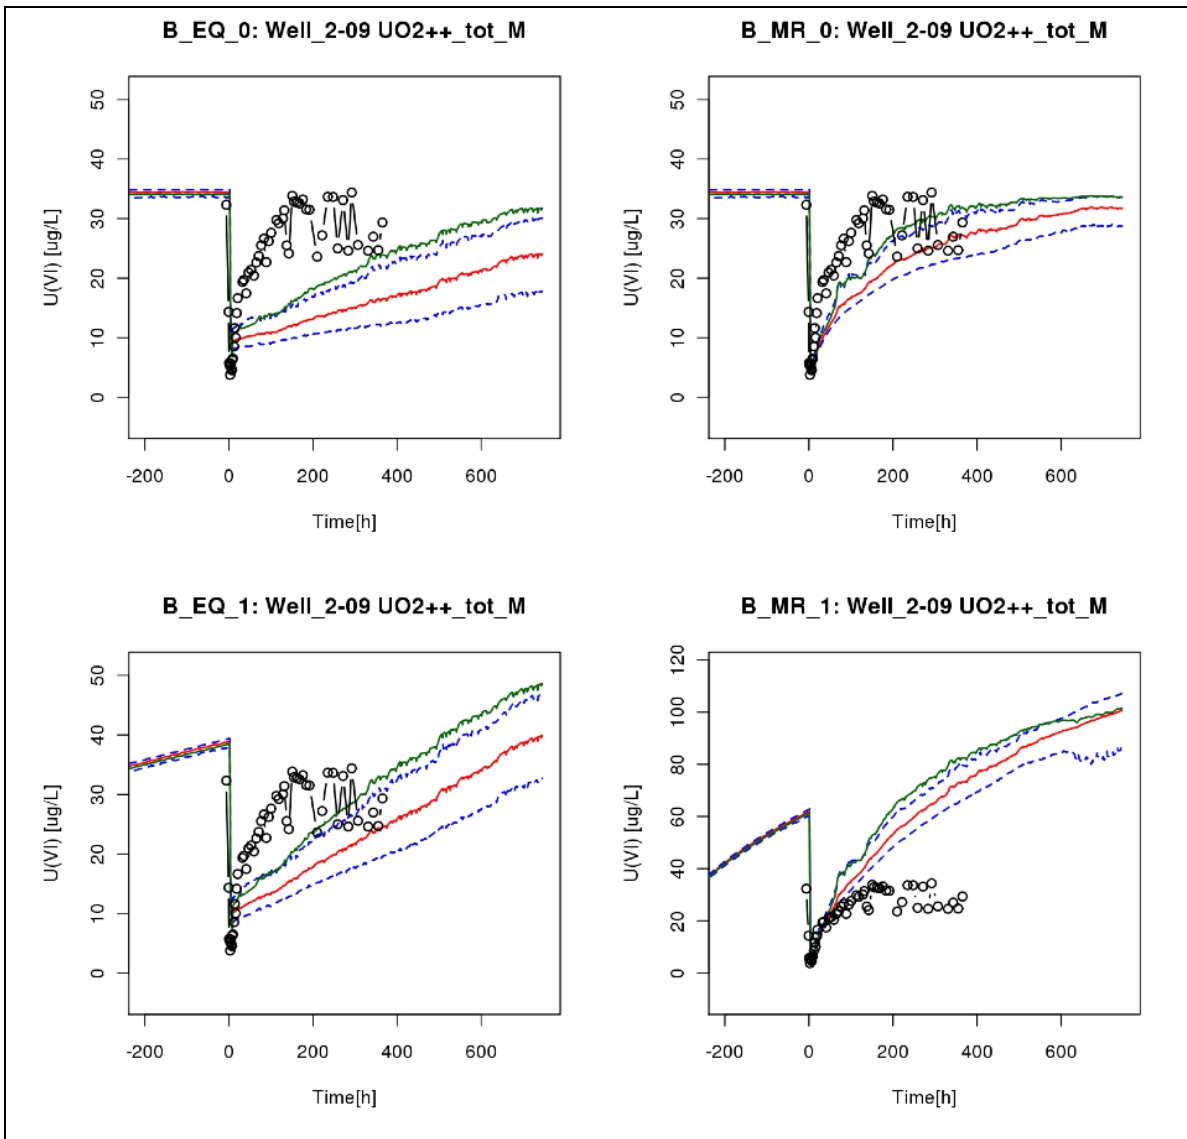 B_EQ_0: Well_2-09 UO2++_tot_M
U(VI) [ug/L]
50
40
30
20
10
0
-200 0 200 400 600
Time[h]
B_MR_0: Well_2-09 UO2++_tot_M
U(VI) [ug/L]
50
40
30
20
10
0
-200 0 200 400 600
Time[h]
B_EQ_1: Well_2-09 UO2++_tot_M
U(VI) [ug/L]
50
40
30
20
10
0
-200 0 200 400 600
Time[h]
B_MR_1: Well_2-09 UO2++_tot_M
U(VI) [ug/L]
120
100
80
60
40
20
0
-200 0 200 400 600
Time[h]